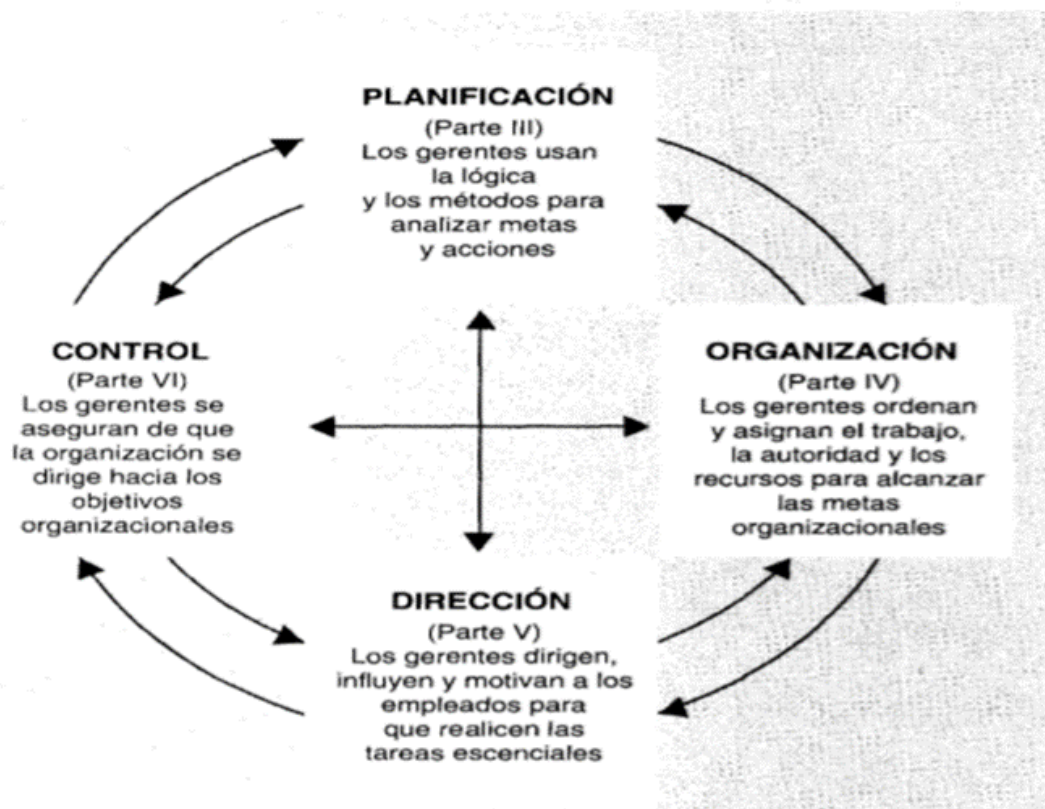 PLANIFICACIÓN
(Parte III)
Los gerentes usan
la lógica
y los métodos para
analizar metas
y acciones
CONTROL
(Parte VI)
Los gerentes se
aseguran de que
la organización se
dirige hacia los
objetivos
organizacionales
ORGANIZACIÓN
(Parte IV)
Los gerentes ordenan
y asignan el trabajo,
la autoridad y los
recursos para alcanzar
las metas
organizacionales
DIRECCIÓN
(Parte V)
Los gerentes dirigen,
influyen y motivan a los
empleados para
que realicen las
tareas escenciales